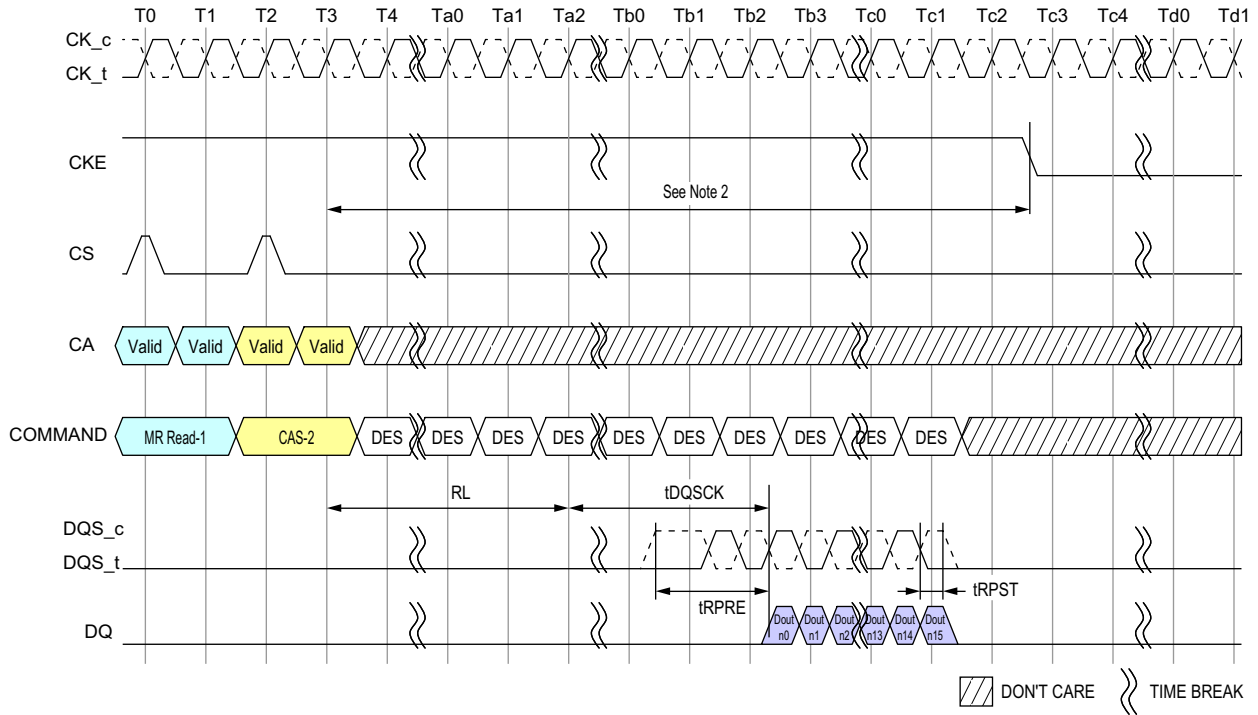 T0 T1 T2 T3 T4 Ta0 Ta1 Ta2 Tb0 Tb1 Tb2 Tb3 Tc0 Tc1 Tc2 Tc3 Tc4 Td0 Td1
CK_c
CK_t
CKE
See Note 2
CS
CA Valid Valid Valid Valid
COMMAND MR Read-1 CAS-2 DES DES DES DES DES DES DES DES DES DES
RL tDQSCK
DQS_c
DQS_t
tRPRE tRPST
DQ Dout n0 Dout n1 Dout n2 Dout n13 Dout n14 Dout n15
DON'T CARE TIME BREAK